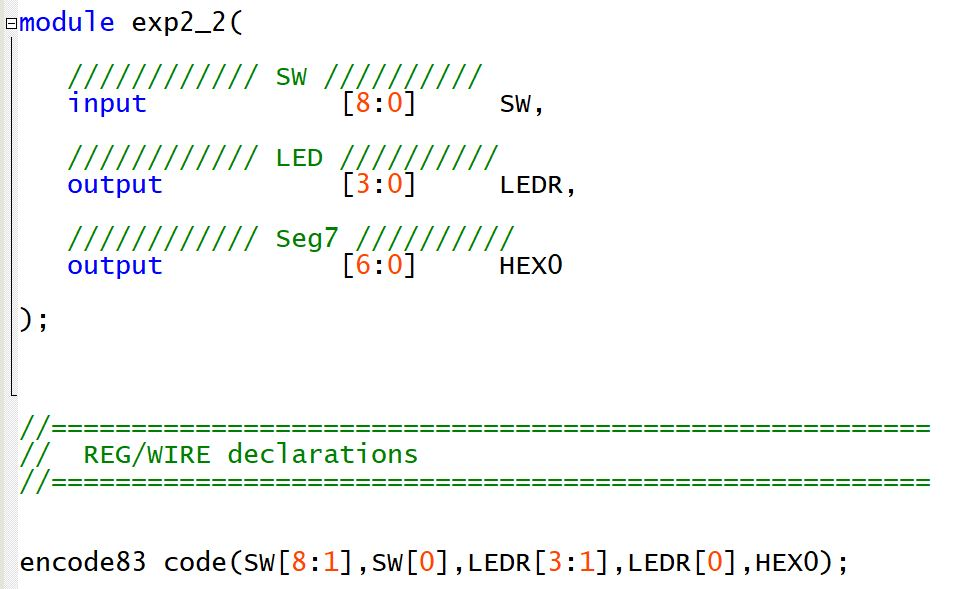 module exp2_2(
//////////// SW //////////
input [8:0] SW,
//////////// LED //////////
output [3:0] LEDR,
//////////// Seg7 //////////
output [6:0] HEX0
);
//=======================================================
// REG/WIRE declarations
//=======================================================
encode83 code(SW[8:1],SW[0],LEDR[3:1],LEDR[0],HEX0);